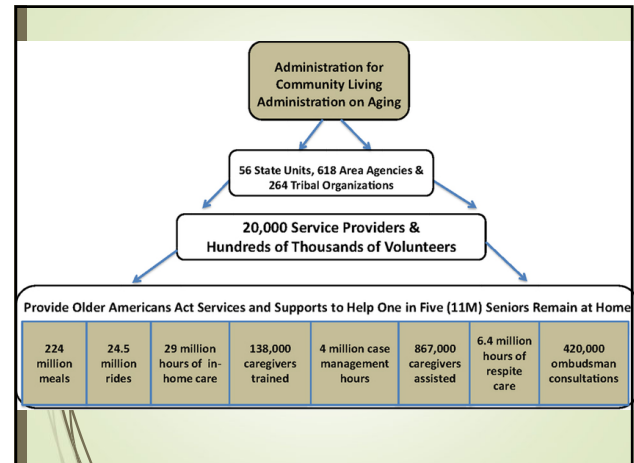 Administration for
Community Living
Administration on Aging
56 State Units, 618 Area Agencies &
264 Tribal Organizations
20,000 Service Providers &
Hundreds of Thousands of Volunteers
Provide Older Americans Act Services and Supports to Help One in Five (11M) Seniors Remain at Home
224
million
meals
24.5
million
rides
29 million
hours of in-
home care
138,000
caregivers
trained
4 million case
management
hours
867,000
caregivers
assisted
6.4 million
hours of
respite
care
420,000
ombudsman
consultations